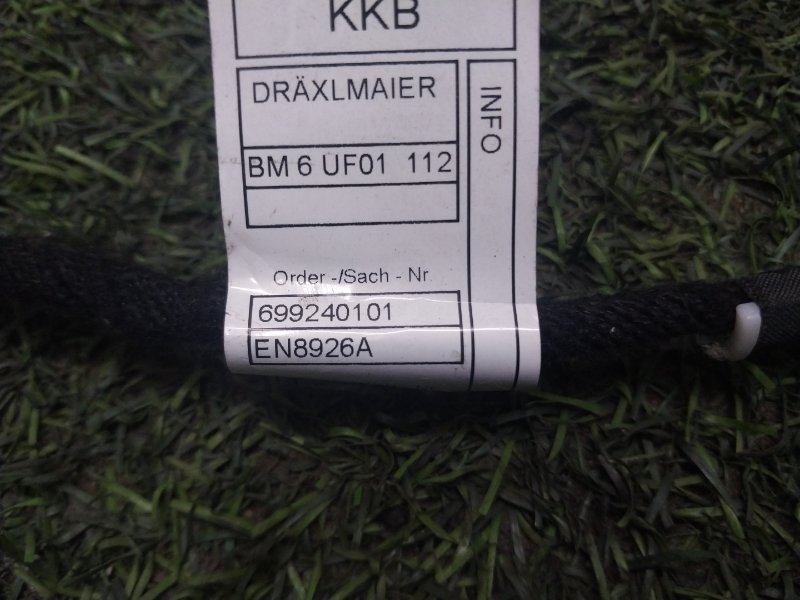 KKB
DRÄXLMAIER
INFO
BM 6 UF01 112
Order -/Sach - Nr
699240101
EN8926A